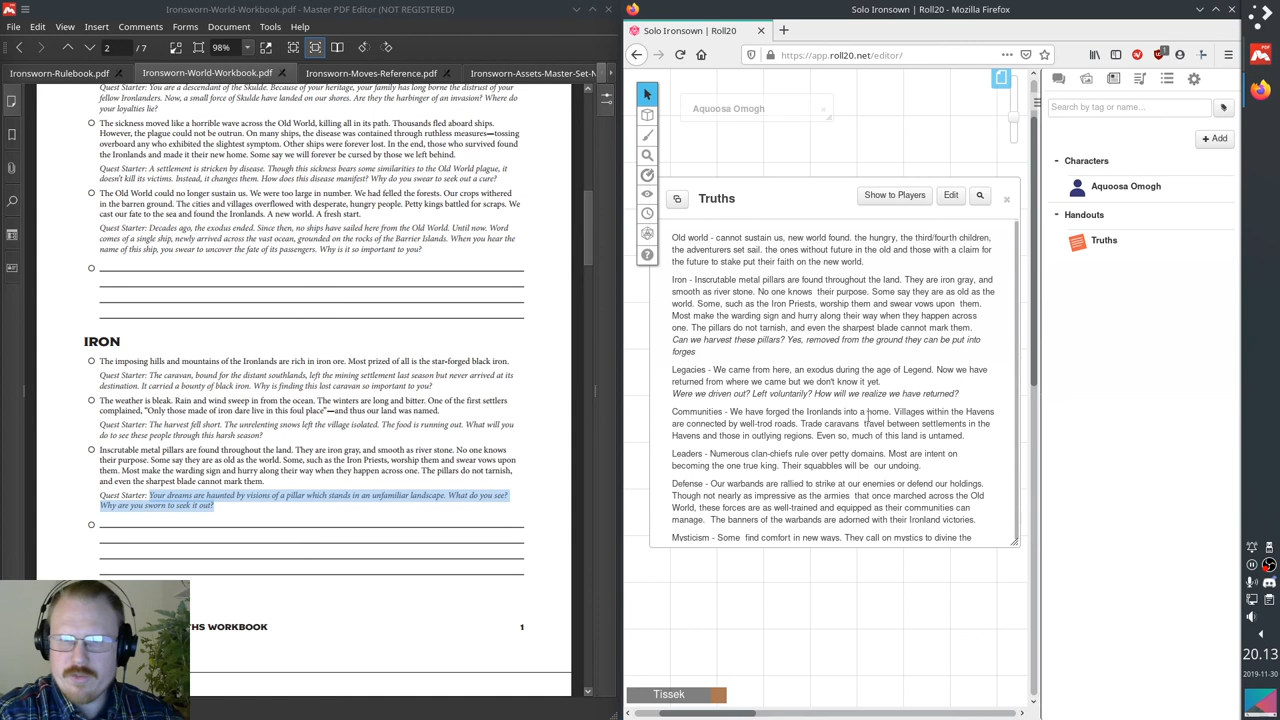 Ironsworn-World-Workbook.pdf - Master PDF Editor (NOT REGISTERED)
File Edit View Insert Comments Forms Document Tools Help
2 / 7 98%
Ironsworn-Rulebook.pdf
Ironsworn-World-Workbook.pdf
Ironsworn-Moves-Reference.pdf
Ironsworn-Assets-Master-Set-N
Quest Starter: You are a descendant of the Skulde. Because of your heritage, your family has long borne the distrust of your
fellow Ironlanders. Now, a small force of Skulde have landed on our shores. Are they the harbinger of an invasion? Where do
your loyalties lie?
The sickness moved like a horrible wave across the Old World, killing all in its path. Thousands fled aboard ships.
However, the plague could not be outrun. On many ships, the disease was contained through ruthless measures—tossing
overboard any who exhibited the slightest symptom. Other ships were forever lost. In the end, those who survived found
the Ironlands and made it their new home. Some say we will forever be cursed by those we left behind.
Quest Starter: A settlement is stricken by disease. Though this sickness bears some similarities to the Old World plague, it
doesn't kill its victims. Instead, it changes them. How does this disease manifest? Why do you swear to seek out a cure?
The Old World could no longer sustain us. We were too large in number. We had felled the forests. Our crops withered
in the barren ground. The cities and villages overflowed with desperate, hungry people. Petty kings battled for scraps. We
cast our fate to the sea and found the Ironlands. A new world. A fresh start.
Quest Starter: Decades ago, the exodus ended. Since then, no ships have sailed here from the Old World. Until now. Word
comes of a single ship, newly arrived across the vast ocean, grounded on the rocks of the Barrier Islands. When you hear the
name of this ship, you swear to uncover the fate of its passengers. Why is it so important to you?
IRON
The imposing hills and mountains of the Ironlands are rich in iron ore. Most prized of all is the star-forged black iron.
Quest Starter: The caravan, bound for the distant southlands, left the mining settlement last season but never arrived at its
destination. It carried a bounty of black iron. Why is finding this lost caravan so important to you?
The weather is bleak. Rain and wind sweep in from the ocean. The winters are long and bitter. One of the first settlers
complained, "Only those made of iron dare live in this foul place"—and thus our land was named.
Quest Starter: The harvest fell short. The unrelenting snows left the village isolated. The food is running out. What will you
do to see these people through this harsh season?
Inscrutable metal pillars are found throughout the land. They are iron gray, and smooth as river stone. No one knows
their purpose. Some say they are as old as the world. Some, such as the Iron Priests, worship them and swear vows upon
them. Most make the warding sign and hurry along their way when they happen across one. The pillars do not tarnish,
and even the sharpest blade cannot mark them.
Quest Starter: Your dreams are haunted by visions of a pillar which stands in an unfamiliar landscape. What do you see?
Why are you sworn to seek it out?
HS WORKBOOK 1
Solo Ironsown | Roll20 - Mozilla Firefox
Solo Ironsown | Roll20
https://app.roll20.net/editor/
1
Aquoosa Omogh
Truths
Show to Players
Edit
Old world - cannot sustain us, new world found. the hungry, the third/fourth children,
the adventurers set sail. the ones without future in the old and those with a claim for
the future to stake put their faith on the new world.
Iron - Inscrutable metal pillars are found throughout the land. They are iron gray, and
smooth as river stone. No one knows their purpose. Some say they are as old as the
world. Some, such as the Iron Priests, worship them and swear vows upon them.
Most make the warding sign and hurry along their way when they happen across
one. The pillars do not tarnish, and even the sharpest blade cannot mark them.
Can we harvest these pillars? Yes, removed from the ground they can be put into
forges
Legacies - We came from here, an exodus during the age of Legend. Now we have
returned from where we came but we don't know it yet.
Were we driven out? Left voluntarily? How will we realize we have returned?
Communities - We have forged the Ironlands into a home. Villages within the Havens
are connected by well-trod roads. Trade caravans travel between settlements in the
Havens and those in outlying regions. Even so, much of this land is untamed.
Leaders - Numerous clan-chiefs rule over petty domains. Most are intent on
becoming the one true king. Their squabbles will be our undoing.
Defense - Our warbands are rallied to strike at our enemies or defend our holdings.
Though not nearly as impressive as the armies that once marched across the Old
World, these forces are as well-trained and equipped as their communities can
manage. The banners of the warbands are adorned with their Ironland victories.
Mysticism - Some find comfort in new ways. They call on mystics to divine the
Tissek
Search by tag or name...
+ Add
Characters
Aquoosa Omogh
Handouts
Truths
20.13
2019-11-30